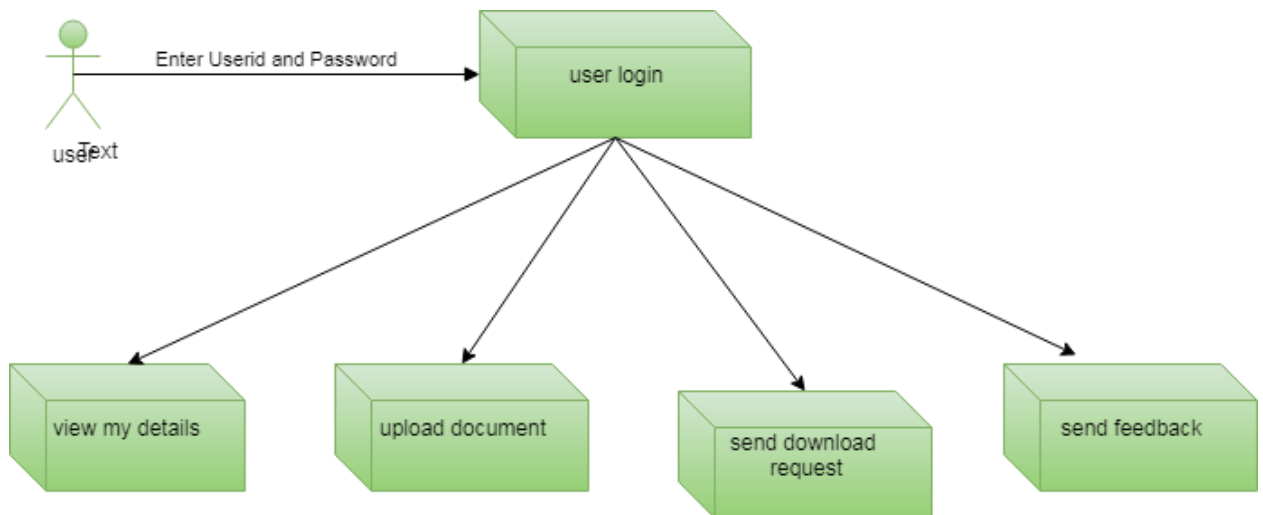 Enter Userid and Password
user login
user
Text
view my details
upload document
send download
request
send feedback